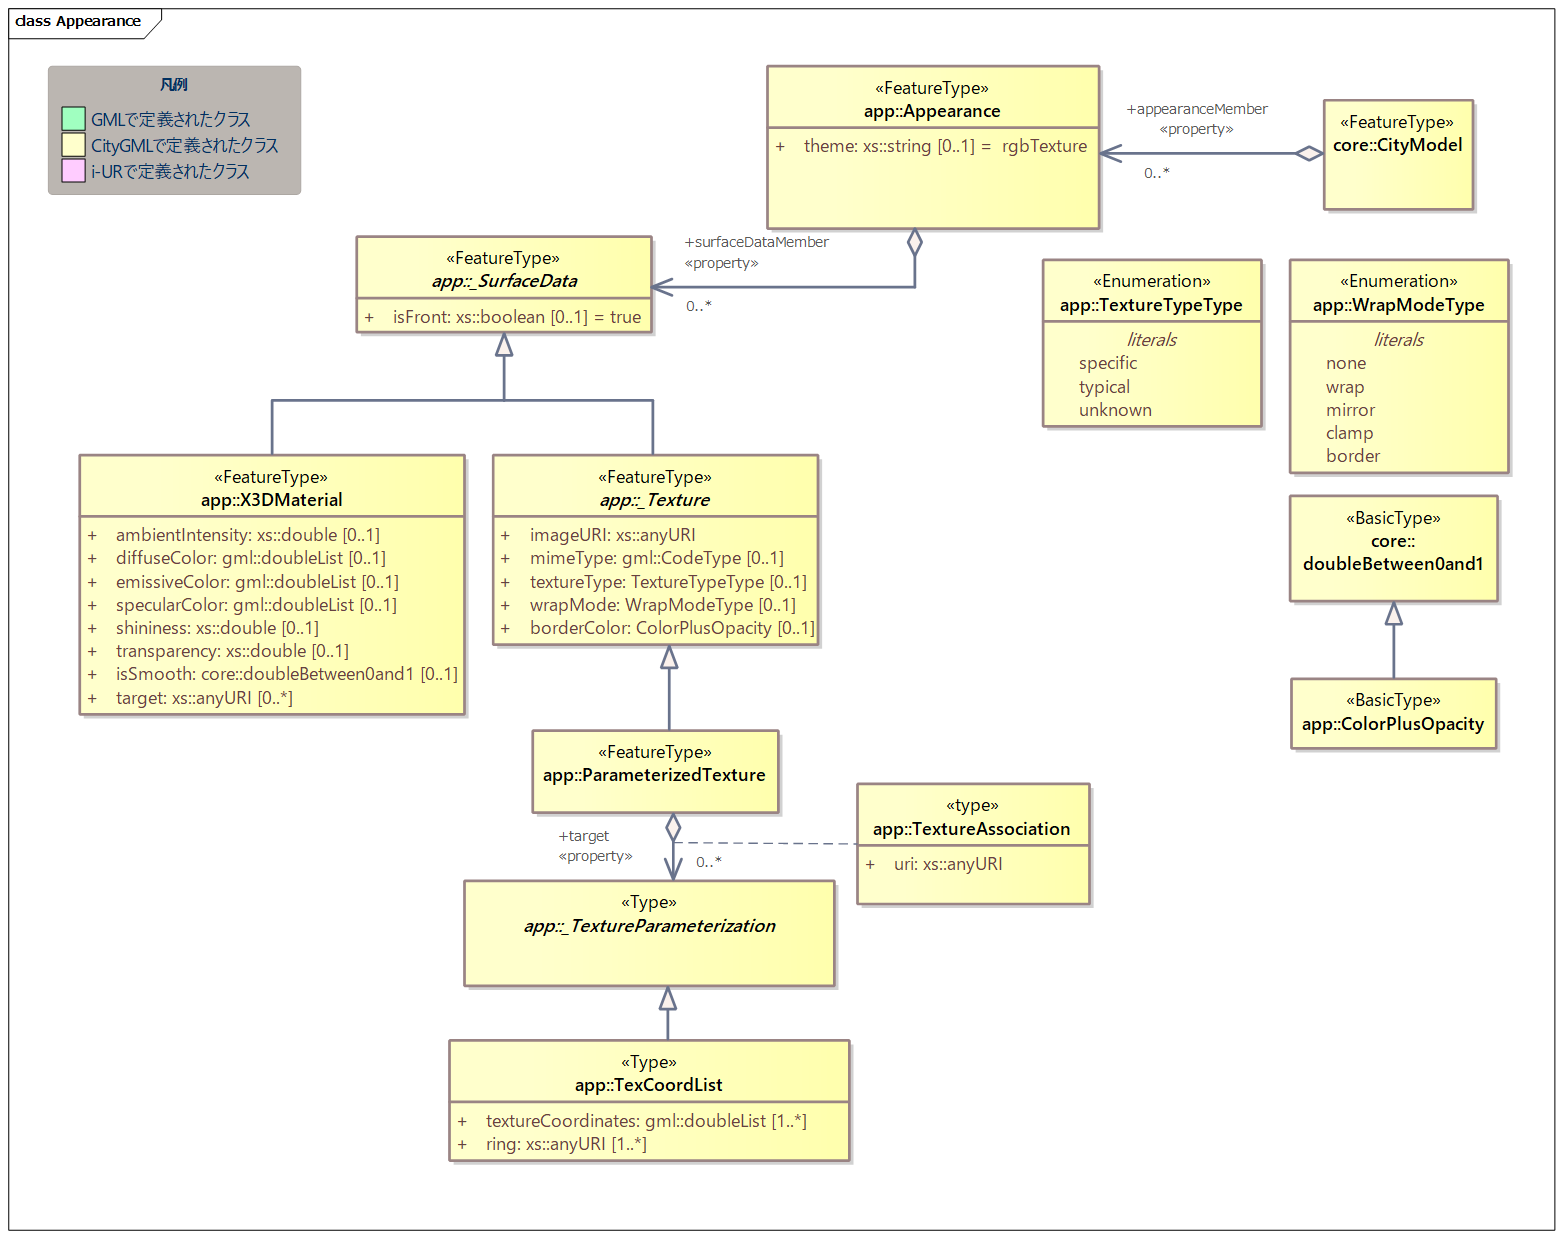 class Appearance
凡例
GMLで定義されたクラス
CityGMLで定義されたクラス
i-URで定義されたクラス
«FeatureType»
app::Appearance
+ theme: xs::string [0..1] = rgbTexture
+appearanceMember
«property»
0..*
«FeatureType»
core::CityModel
+surfaceDataMember
«property»
0..*
«FeatureType»
app::_SurfaceData
+ isFront: xs::boolean [0..1] = true
«Enumeration»
app::TextureTypeType
literals
specific
typical
unknown
«Enumeration»
app::WrapModeType
literals
none
wrap
mirror
clamp
border
«FeatureType»
app::X3DMaterial
+ ambientIntensity: xs::double [0..1]
+ diffuseColor: gml::doubleList [0..1]
+ emissiveColor: gml::doubleList [0..1]
+ specularColor: gml::doubleList [0..1]
+ shininess: xs::double [0..1]
+ transparency: xs::double [0..1]
+ isSmooth: core::doubleBetween0and1 [0..1]
+ target: xs::anyURI [0..*]
«FeatureType»
app::_Texture
+ imageURI: xs::anyURI
+ mimeType: gml::CodeType [0..1]
+ textureType: TextureTypeType [0..1]
+ wrapMode: WrapModeType [0..1]
+ borderColor: ColorPlusOpacity [0..1]
«BasicType»
core::
doubleBetween0and1
«BasicType»
app::ColorPlusOpacity
«FeatureType»
app::ParameterizedTexture
+target
«property»
0..*
«type»
app::TextureAssociation
+ uri: xs::anyURI
«Type»
app::_TextureParameterization
«Type»
app::TexCoordList
+ textureCoordinates: gml::doubleList [1..*]
+ ring: xs::anyURI [1..*]